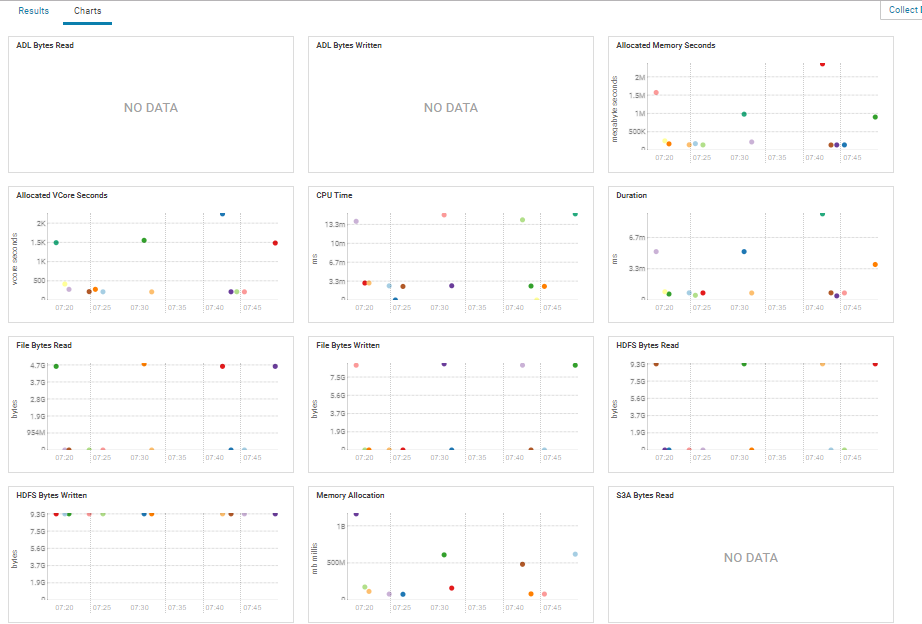 Results Charts Collect
ADL Bytes Read ADL Bytes Written Allocated Memory Seconds
NO DATA NO DATA
megabyte seconds
2M
1.5M
1M
500K
0
07:20 07:25 07:30 07:35 07:40 07:45
Allocated VCore Seconds
vcore seconds
2K
1.5K
1K
500
0
07:20 07:25 07:30 07:35 07:40 07:45
CPU Time
ms
13.3m
10m
6.7m
3.3m
0
07:20 07:25 07:30 07:35 07:40 07:45
Duration
ms
6.7m
3.3m
0
07:20 07:25 07:30 07:35 07:40 07:45
File Bytes Read
bytes
4.7G
3.7G
2.8G
1.9G
954M
0
07:20 07:25 07:30 07:35 07:40 07:45
File Bytes Written
bytes
7.5G
5.6G
3.7G
1.9G
0
07:20 07:25 07:30 07:35 07:40 07:45
HDFS Bytes Read
bytes
9.3G
7.5G
5.6G
3.7G
1.9G
0
07:20 07:25 07:30 07:35 07:40 07:45
HDFS Bytes Written
bytes
9.3G
7.5G
5.6G
3.7G
1.9G
0
07:20 07:25 07:30 07:35 07:40 07:45
Memory Allocation
mb millis
1B
500M
0
07:20 07:25 07:30 07:35 07:40 07:45
S3A Bytes Read
NO DATA